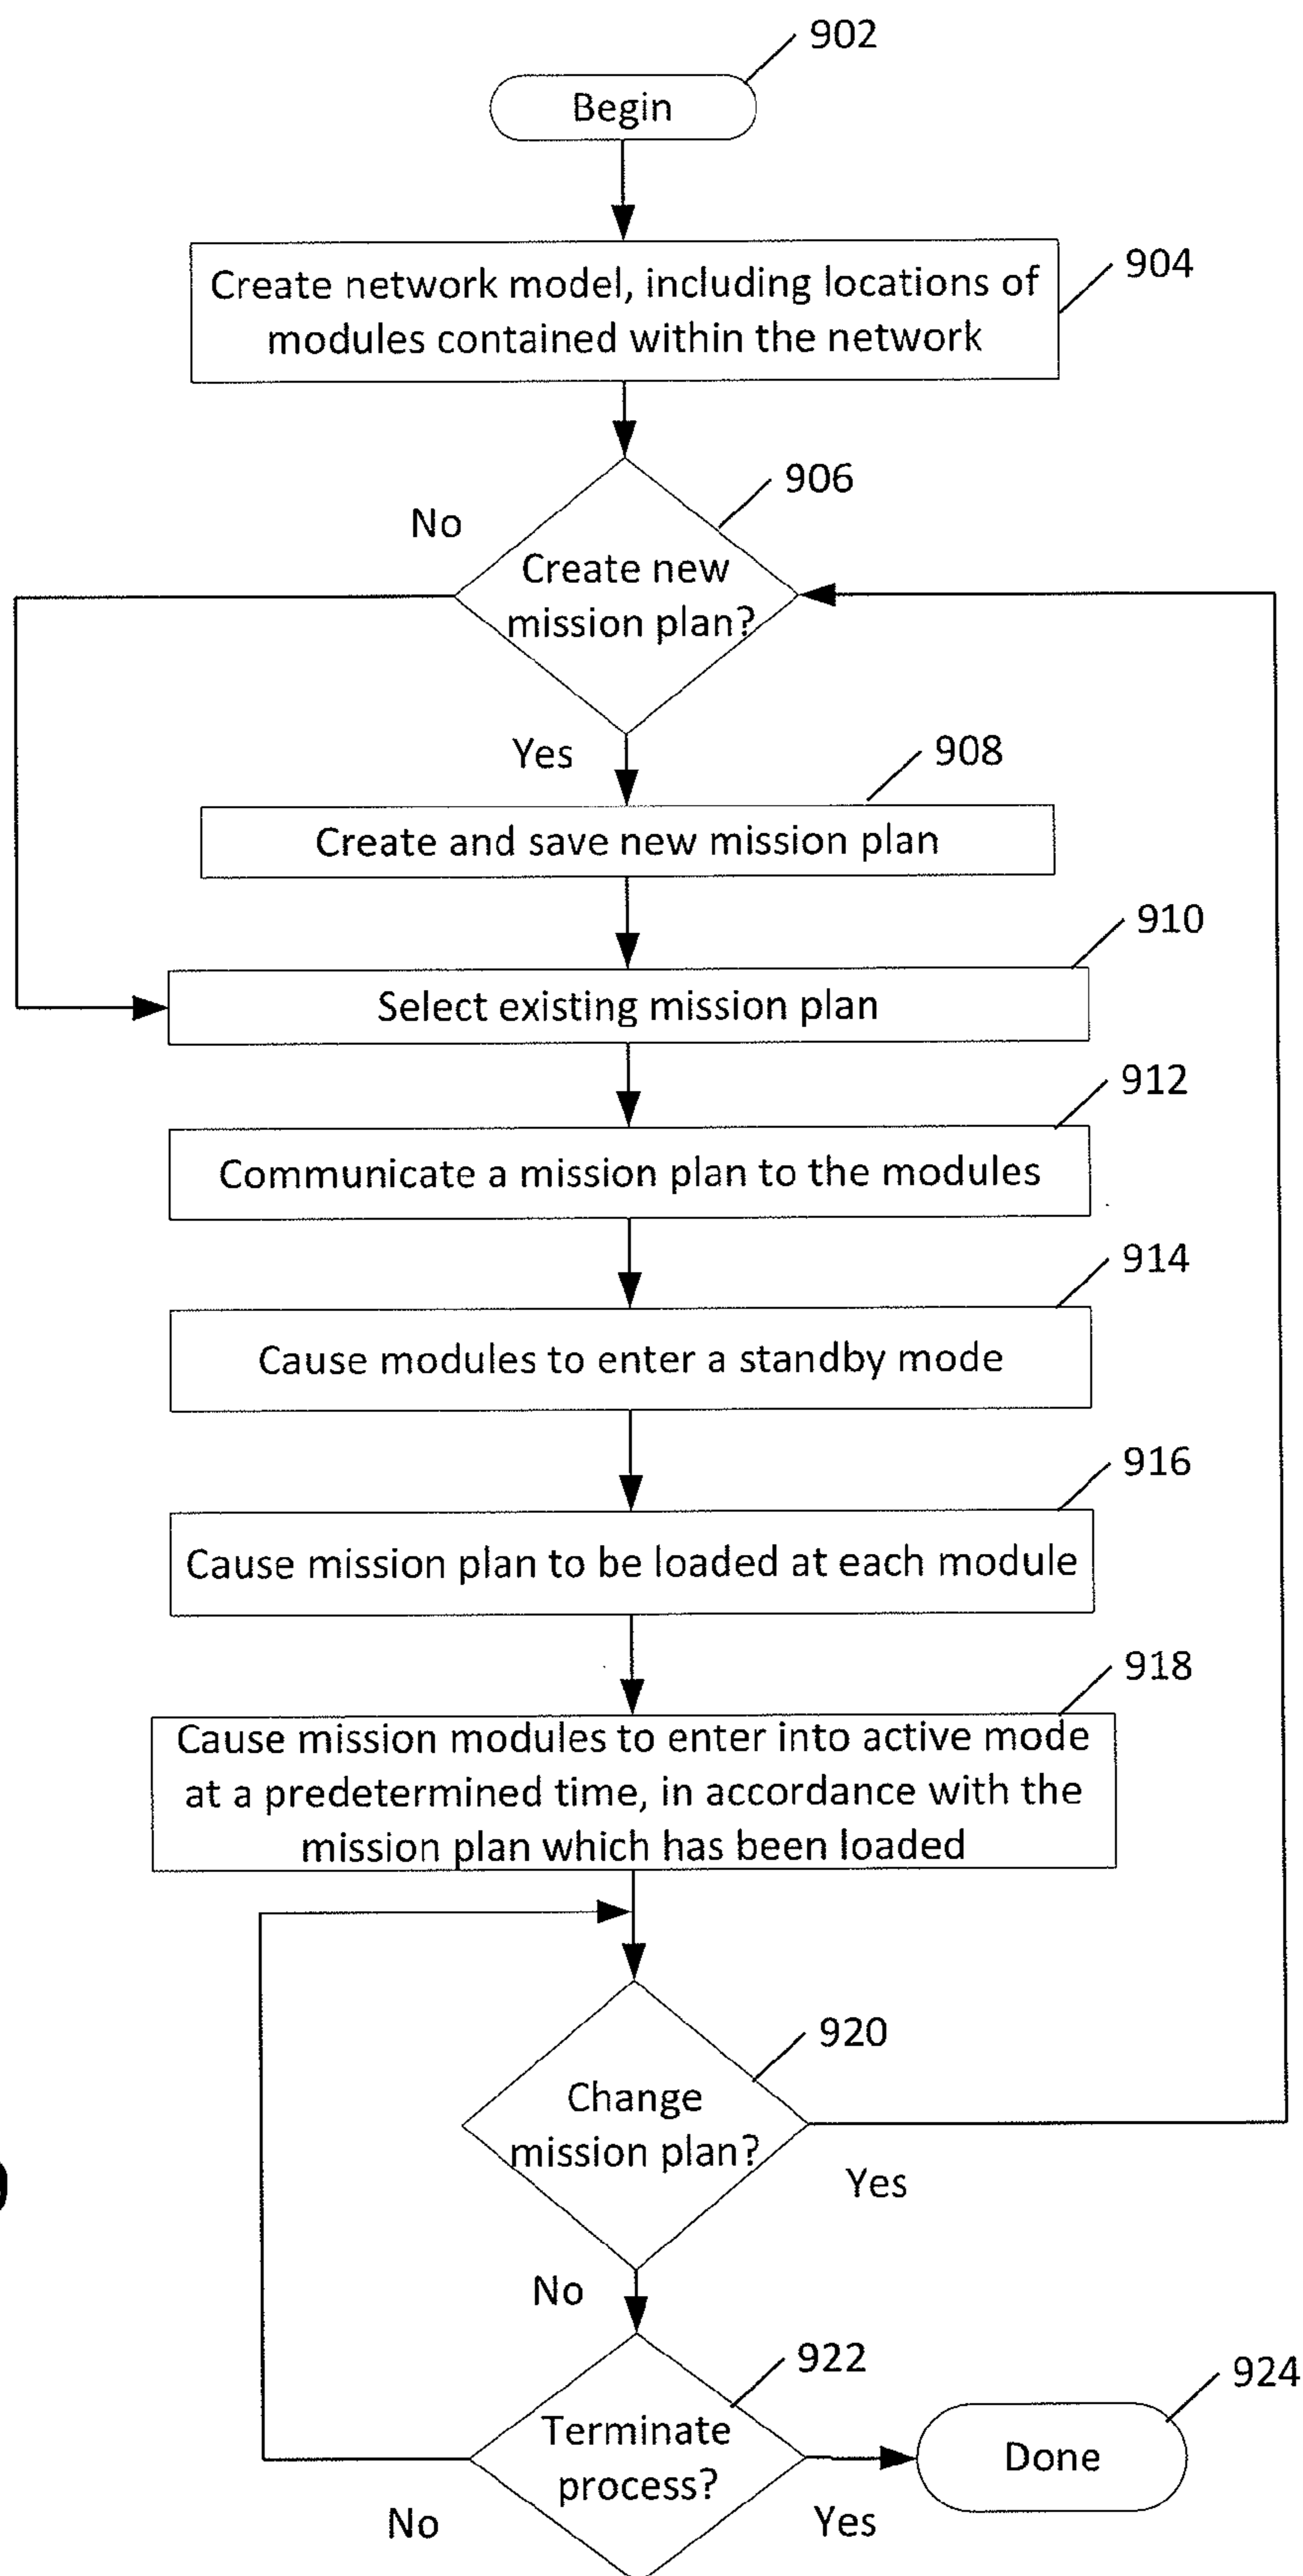 902
Begin
904
Create network model, including locations of
modules contained within the network
906
No
Create new
mission plan?
Yes
908
Create and save new mission plan
910
Select existing mission plan
912
Communicate a mission plan to the modules
914
Cause modules to enter a standby mode
916
Cause mission plan to be loaded at each module
918
Cause mission modules to enter into active mode
at a predetermined time, in accordance with the
mission plan which has been loaded
920
Change
mission plan?
Yes
No
922
924
Terminate
process?
Done
No
Yes